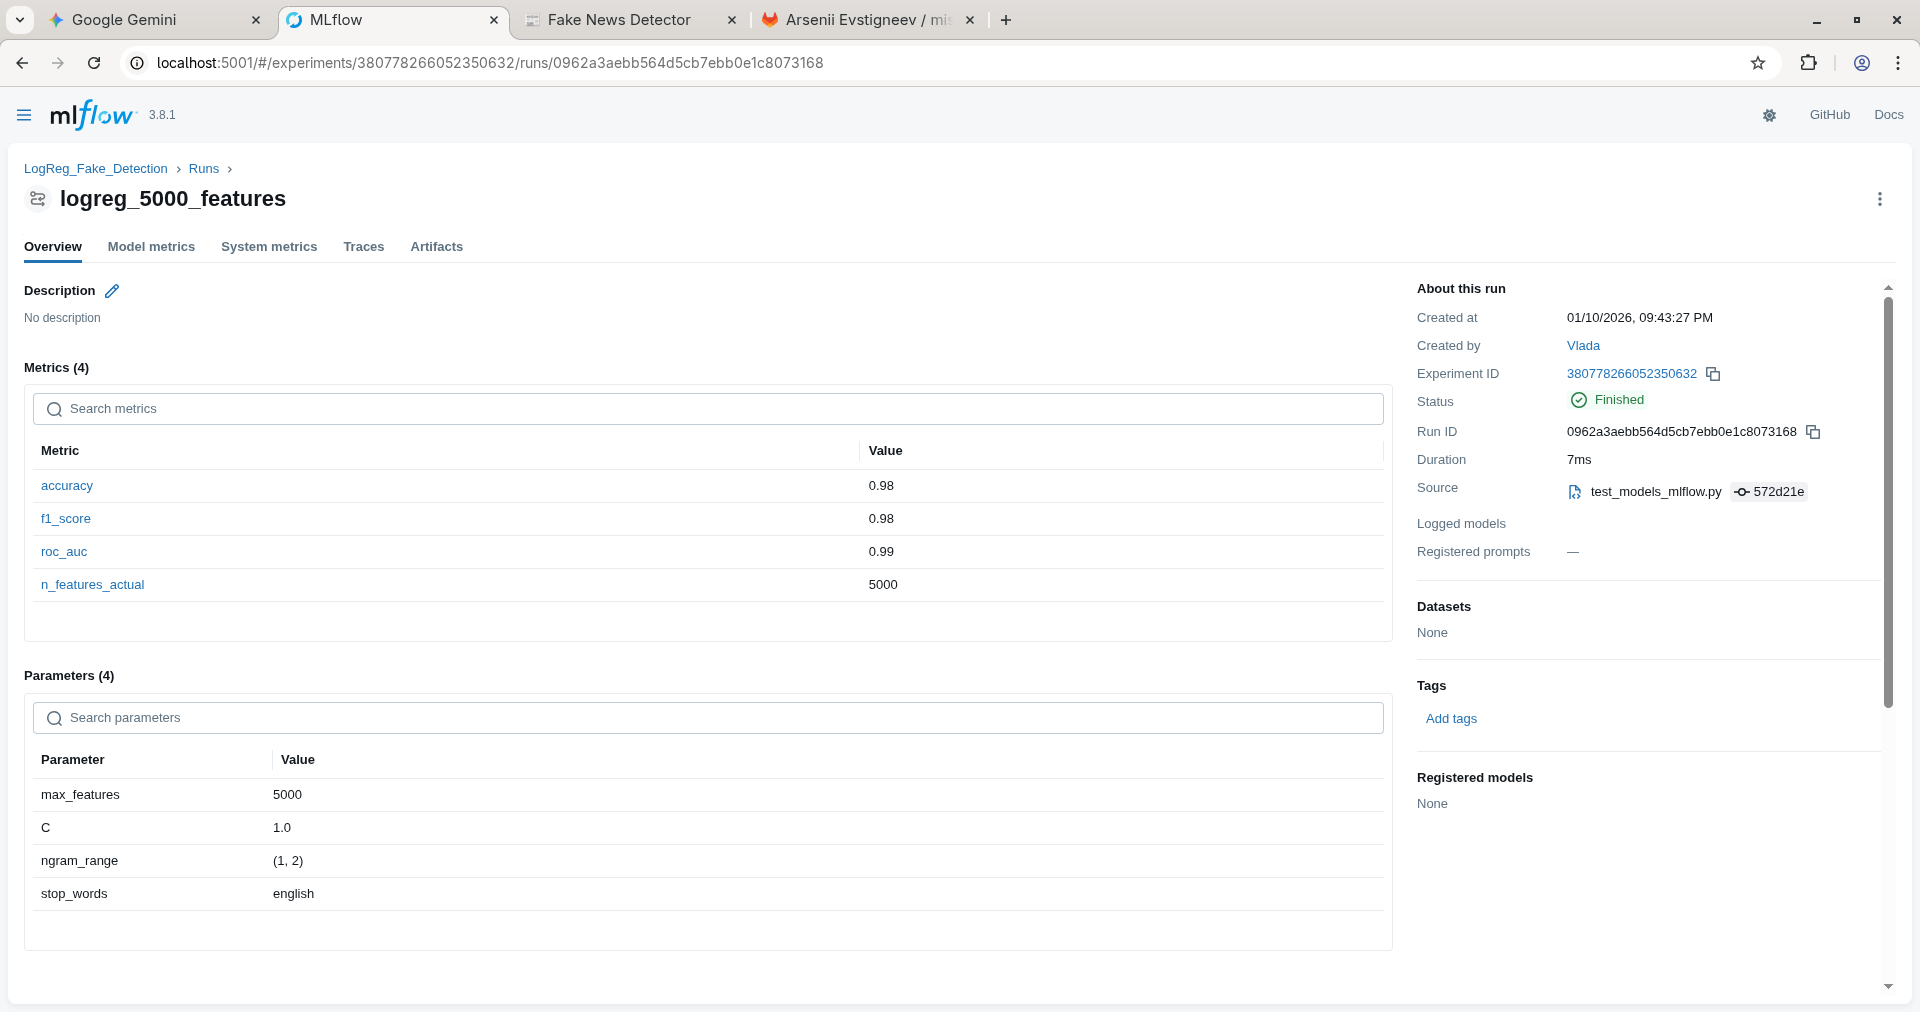 Google Gemini
MLflow
Fake News Detector
Arsenii Evstigneev / mis
localhost:5001/#/experiments/380778266052350632/runs/0962a3aebb564d5cb7ebb0e1c8073168
mlflow 3.8.1
GitHub
Docs
LogReg_Fake_Detection > Runs >
logreg_5000_features
Overview
Model metrics
System metrics
Traces
Artifacts
Description
No description
Metrics (4)
Search metrics
Metric Value
accuracy 0.98
f1_score 0.98
roc_auc 0.99
n_features_actual 5000
Parameters (4)
Search parameters
Parameter Value
max_features 5000
C 1.0
ngram_range (1, 2)
stop_words english
About this run
Created at 01/10/2026, 09:43:27 PM
Created by Vlada
Experiment ID 380778266052350632
Status Finished
Run ID 0962a3aebb564d5cb7ebb0e1c8073168
Duration 7ms
Source test_models_mlflow.py 572d21e
Logged models
Registered prompts —
Datasets
None
Tags
Add tags
Registered models
None